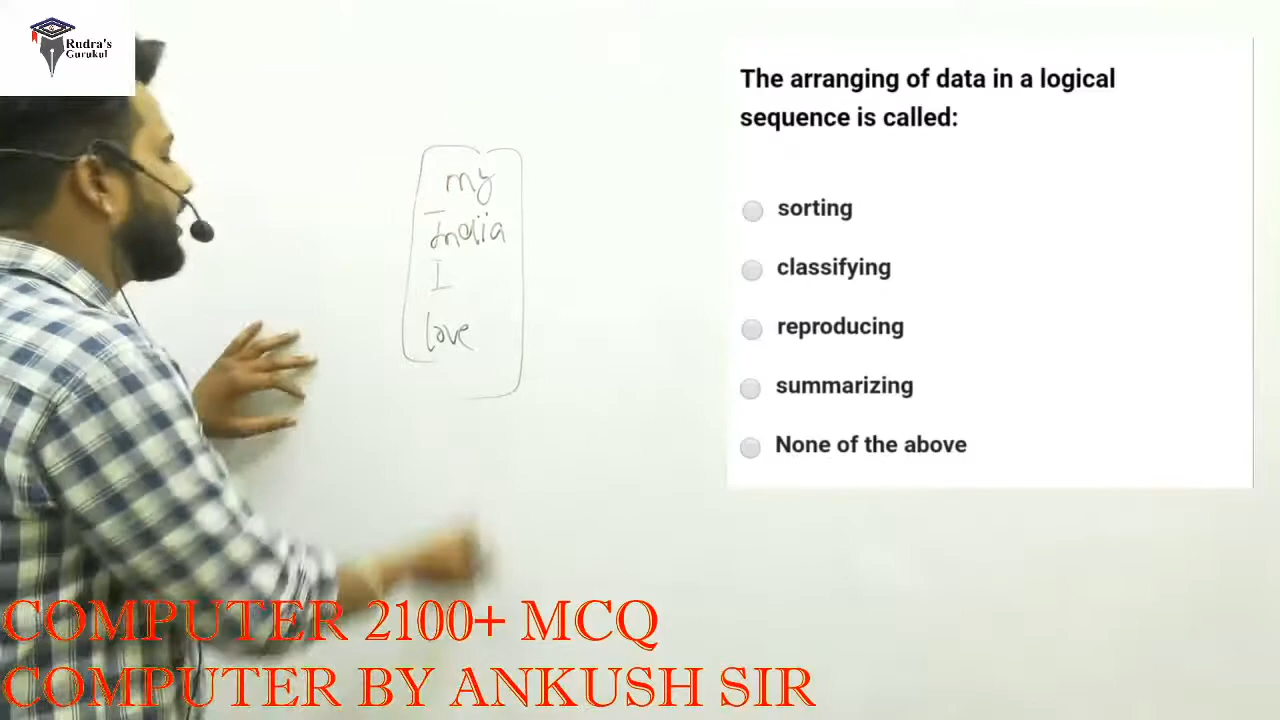 Rudra's
Gurukul
my
India
I
love
The arranging of data in a logical
sequence is called:
sorting
classifying
reproducing
summarizing
None of the above
COMPUTER 2100+ MCQ
COMPUTER BY ANKUSH SIR